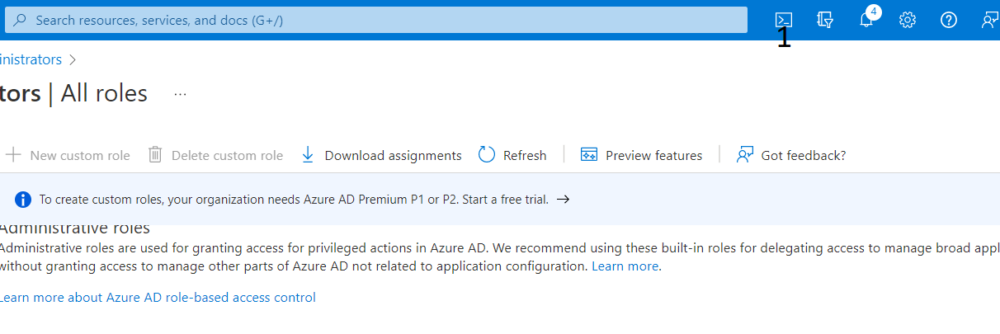 Search resources, services, and docs (G+/)
4
1
inistrators
tors | All roles ...
New custom role Delete custom role Download assignments Refresh Preview features Got feedback?
To create custom roles, your organization needs Azure AD Premium P1 or P2. Start a free trial. →
Administrative roles
Administrative roles are used for granting access for privileged actions in Azure AD. We recommend using these built-in roles for delegating access to manage broad appl
without granting access to manage other parts of Azure AD not related to application configuration. Learn more.
Learn more about Azure AD role-based access control